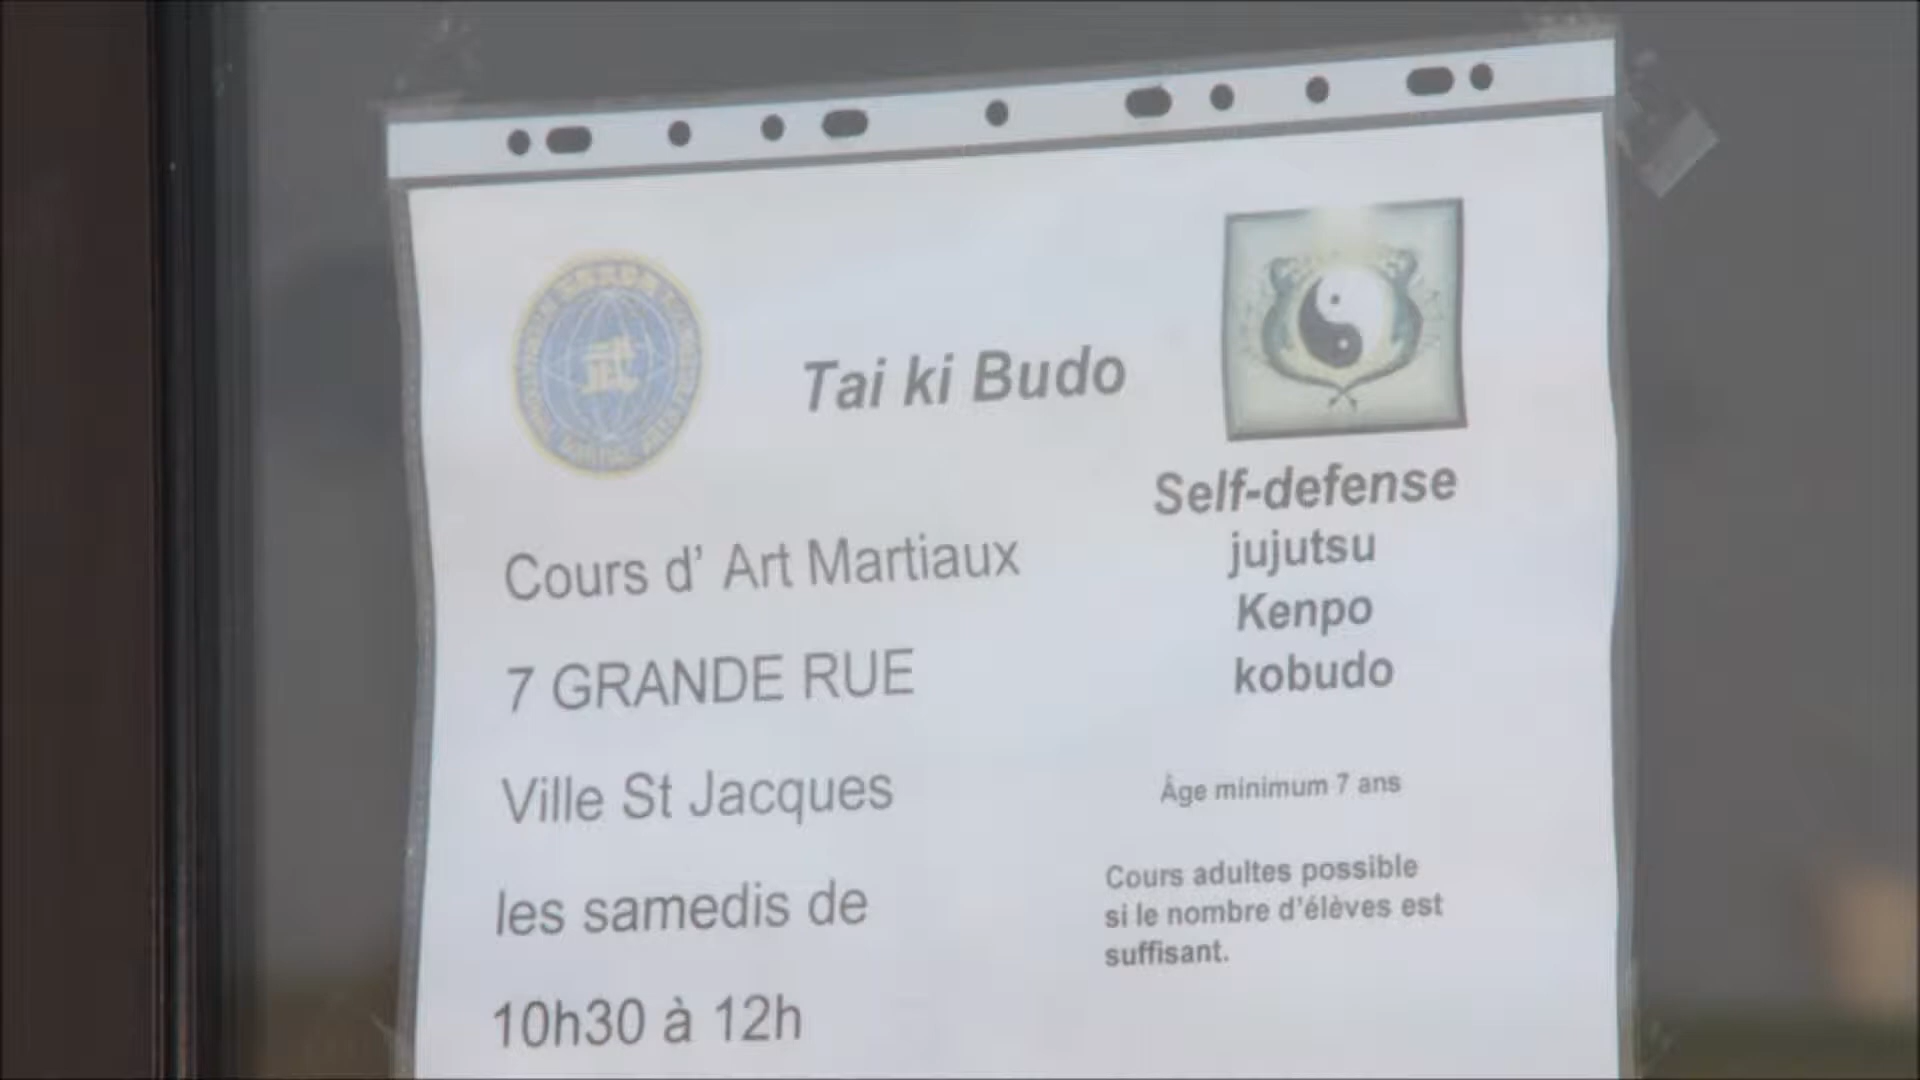 Tai ki Budo
Cours d' Art Martiaux
7 GRANDE RUE
Ville St Jacques
les samedis de
10h30 à 12h
Self-defense
jujutsu
Kenpo
kobudo
Âge minimum 7 ans
Cours adultes possible
si le nombre d'élèves est
suffisant.